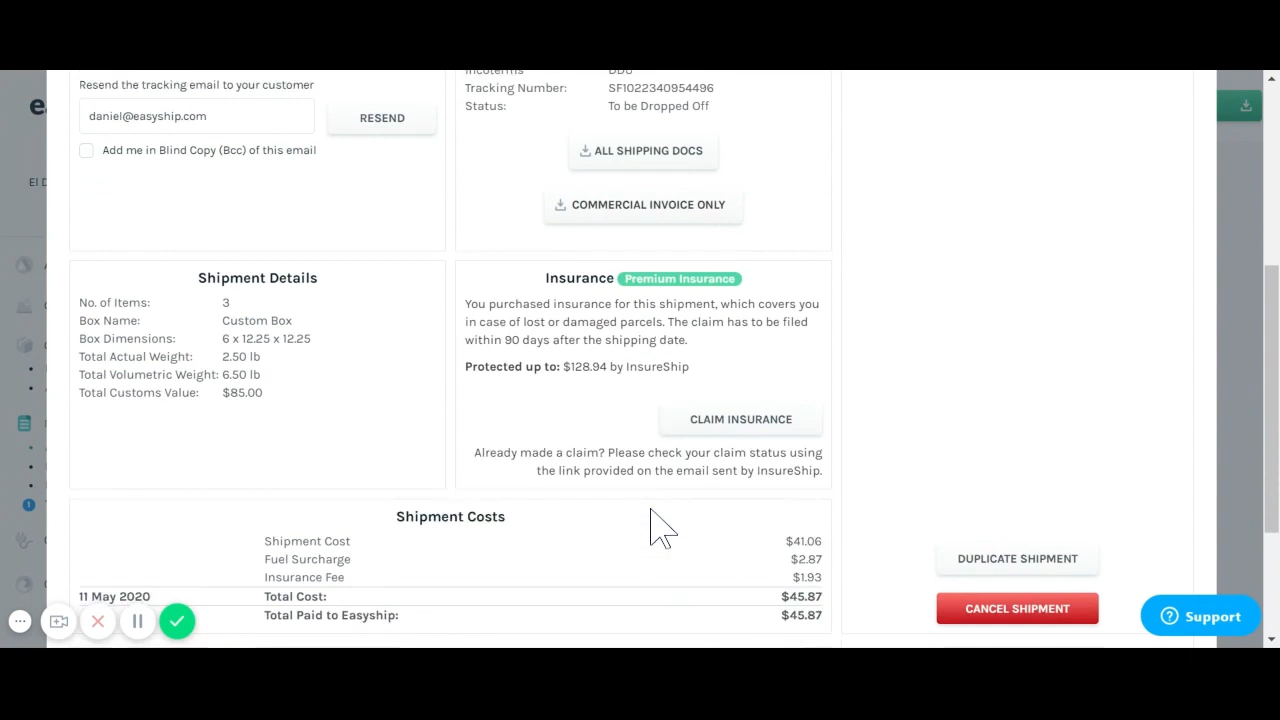 Resend the tracking email to your customer
daniel@easyship.com
RESEND
Add me in Blind Copy (Bcc) of this email
Incoterms DDU
Tracking Number: SF1022340954496
Status: To be Dropped Off
ALL SHIPPING DOCS
COMMERCIAL INVOICE ONLY
El D
Shipment Details
No. of Items: 3
Box Name: Custom Box
Box Dimensions: 6 x 12.25 x 12.25
Total Actual Weight: 2.50 lb
Total Volumetric Weight: 6.50 lb
Total Customs Value: $85.00
Insurance Premium Insurance
You purchased insurance for this shipment, which covers you
in case of lost or damaged parcels. The claim has to be filed
within 90 days after the shipping date.
Protected up to: $128.94 by InsureShip
CLAIM INSURANCE
Already made a claim? Please check your claim status using
the link provided on the email sent by InsureShip.
Shipment Costs
Shipment Cost $41.06
Fuel Surcharge $2.87
Insurance Fee $1.93
11 May 2020 Total Cost: $45.87
Total Paid to Easyship: $45.87
DUPLICATE SHIPMENT
CANCEL SHIPMENT
Support